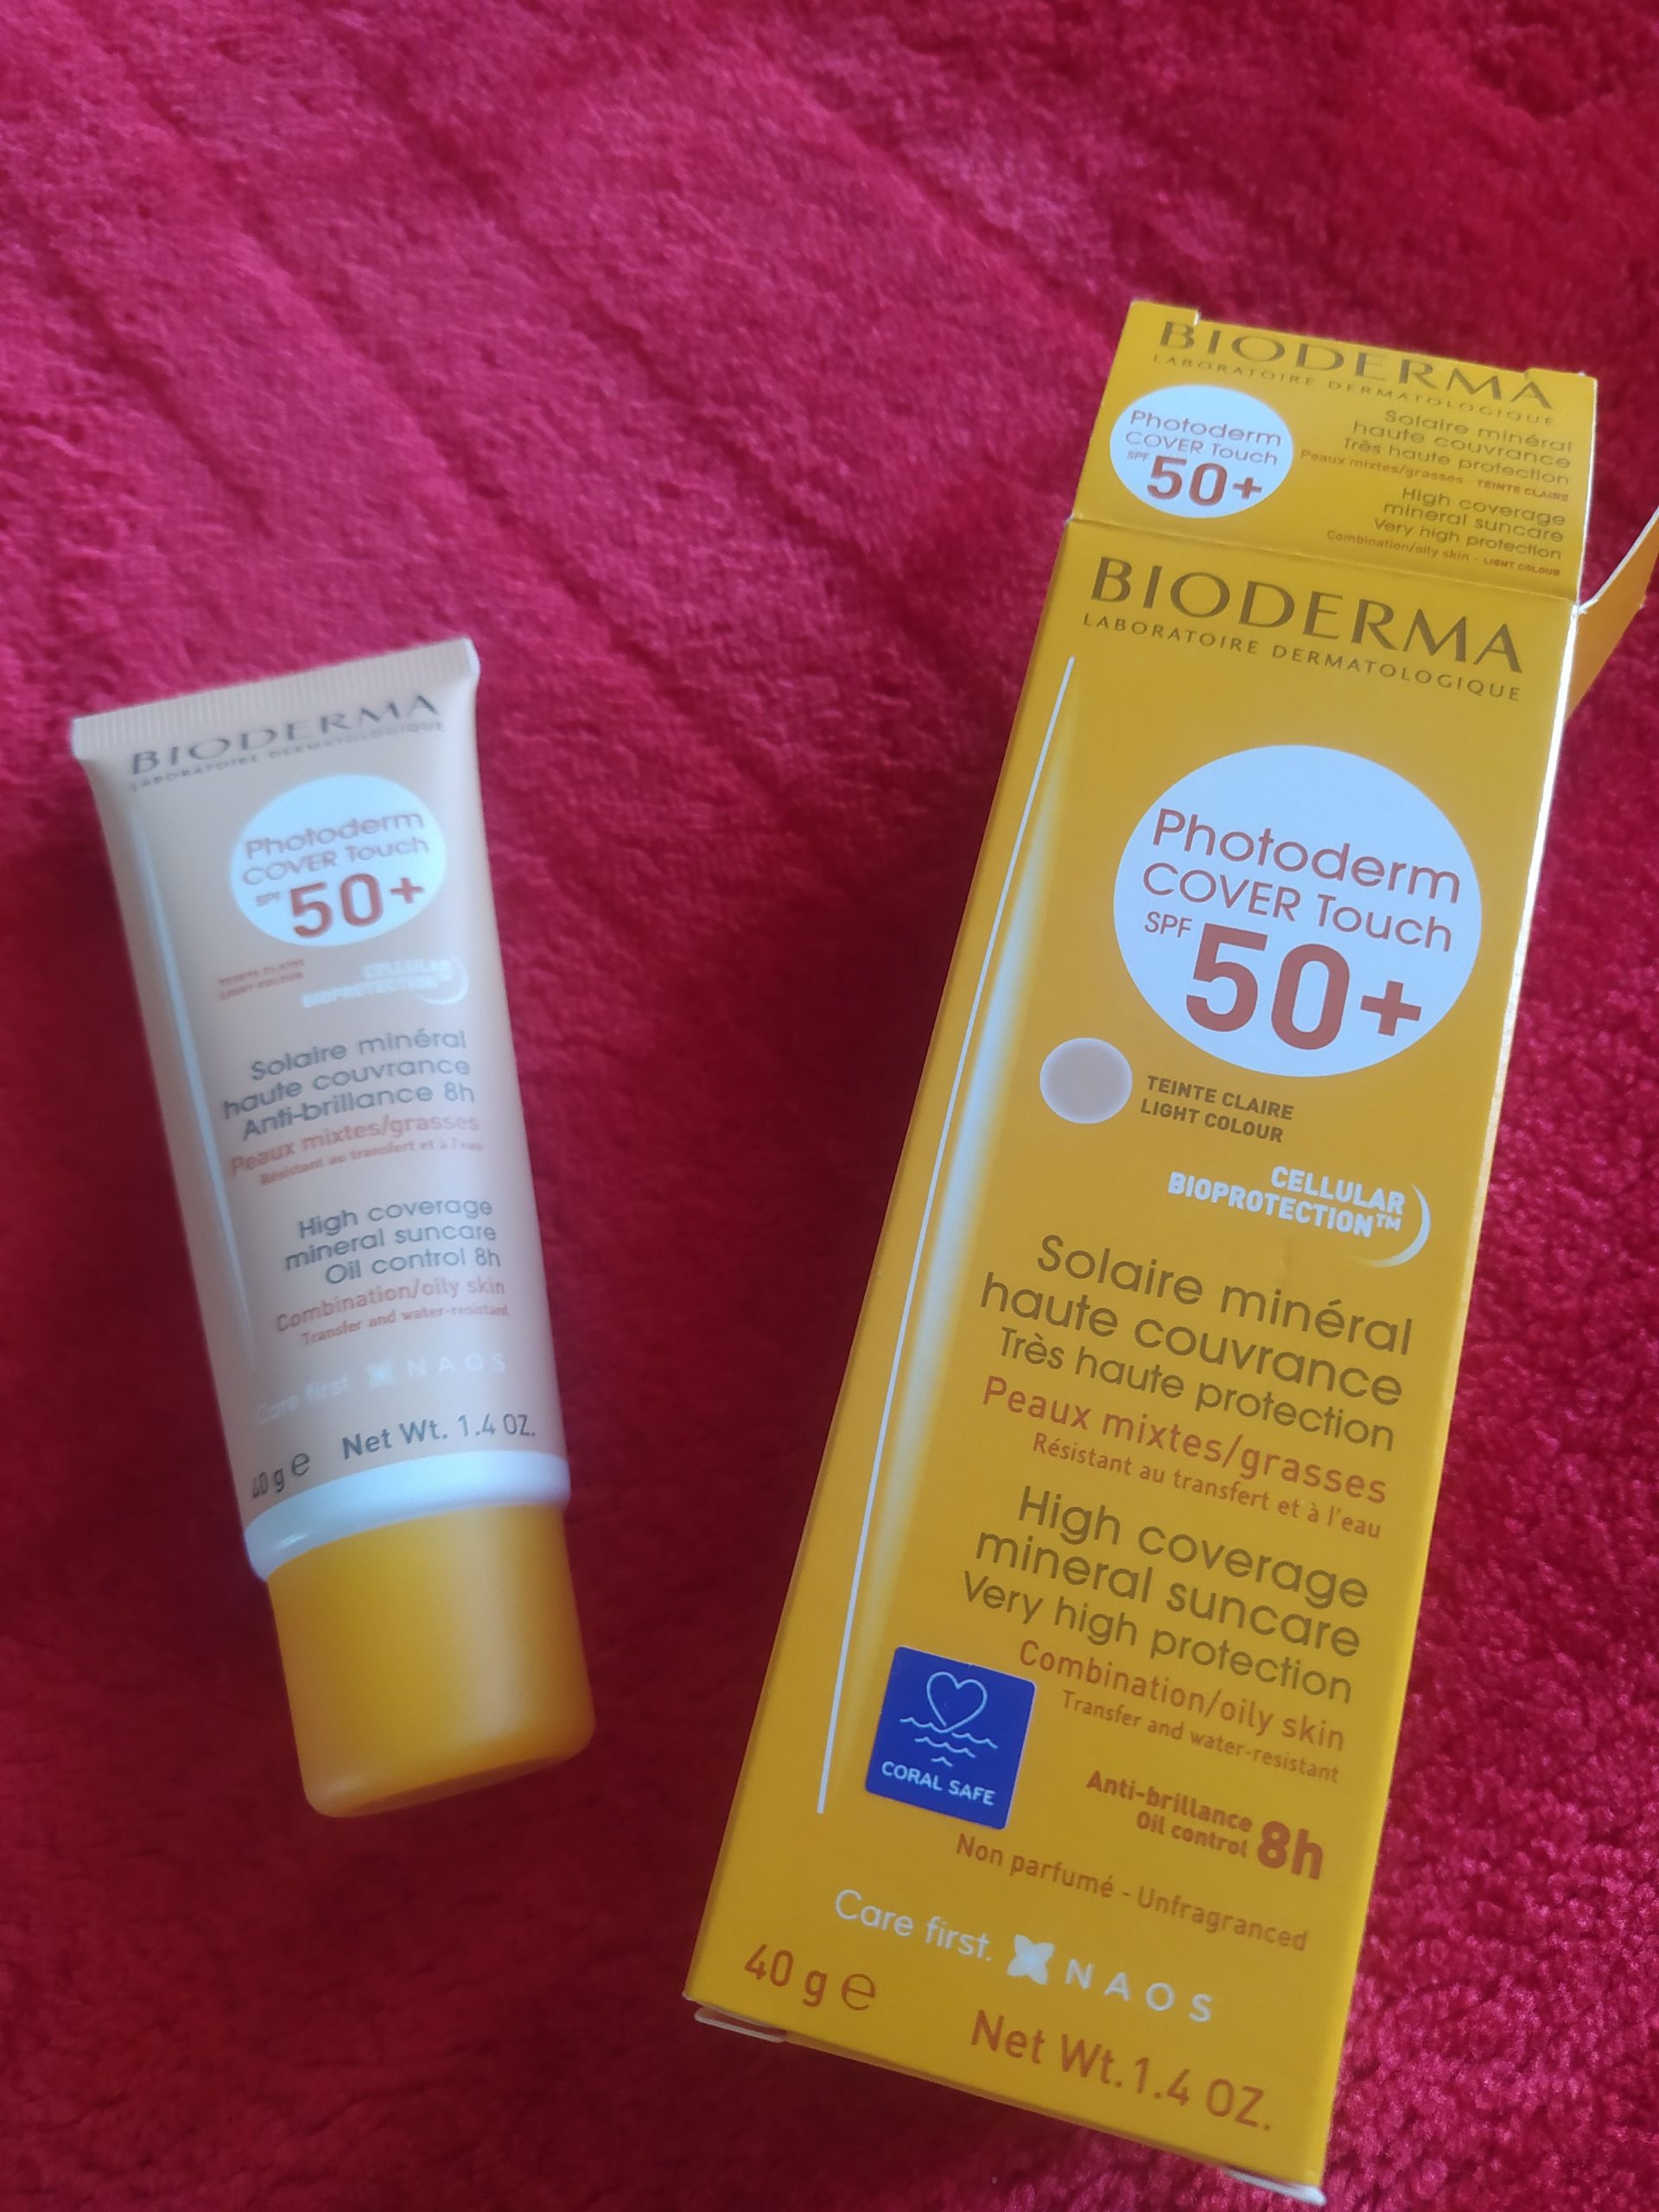 BIODERMA
LABORATOIRE DERMATOLOGIQUE
Photoderm
COVER Touch
SPF 50+
TEINTE CLAIRE
LIGHT COLOUR
CELLULAR
BIOPROTECTION™
Solaire minéral
haute couvrance
Anti-brillance 8h
Peaux mixtes/grasses
Résistant au transfert et à l'eau
High coverage
mineral suncare
Oil control 8h
Combination/oily skin
Transfer and water-resistant
Care first. NAOS
40 g e Net Wt. 1.4 OZ.
BIODERMA
LABORATOIRE DERMATOLOGIQUE
Photoderm
COVER Touch
SPF 50+
Solaire minéral
haute couvrance
Très haute protection
Peaux mixtes/grasses - TEINTE CLAIRE
High coverage
mineral suncare
Very high protection
Combination/oily skin - LIGHT COLOUR
BIODERMA
LABORATOIRE DERMATOLOGIQUE
Photoderm
COVER Touch
SPF 50+
TEINTE CLAIRE
LIGHT COLOUR
CELLULAR
BIOPROTECTION™
Solaire minéral
haute couvrance
Très haute protection
Peaux mixtes/grasses
Résistant au transfert et à l'eau
High coverage
mineral suncare
Very high protection
Combination/oily skin
Transfer and water-resistant
CORAL SAFE
Anti-brillance
Oil control 8h
Non parfumé - Unfragranced
Care first. NAOS
40 g e Net Wt. 1.4 OZ.